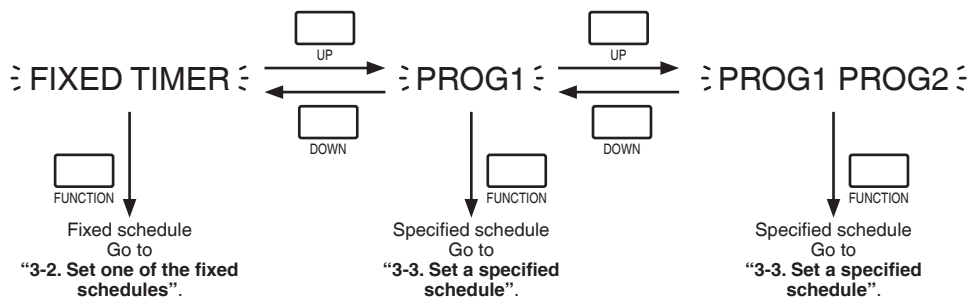 UP
UP
FIXED TIMER
PROG1
PROG1 PROG2
DOWN
DOWN
FUNCTION
FUNCTION
FUNCTION
Fixed schedule
Go to
“3-2. Set one of the fixed
schedules”.
Specified schedule
Go to
“3-3. Set a specified
schedule”.
Specified schedule
Go to
“3-3. Set a specified
schedule”.